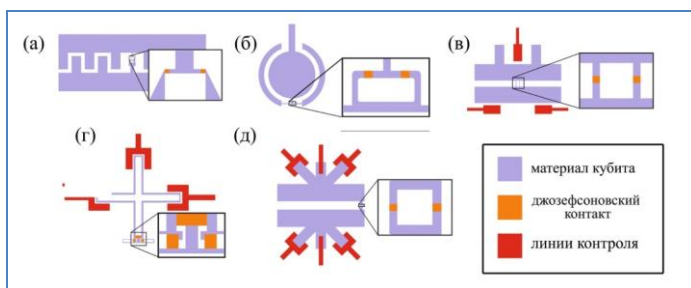 (а)
(б)
(в)
(г)
(д)
материал кубита
джозефсоновский
контакт
линии контроля